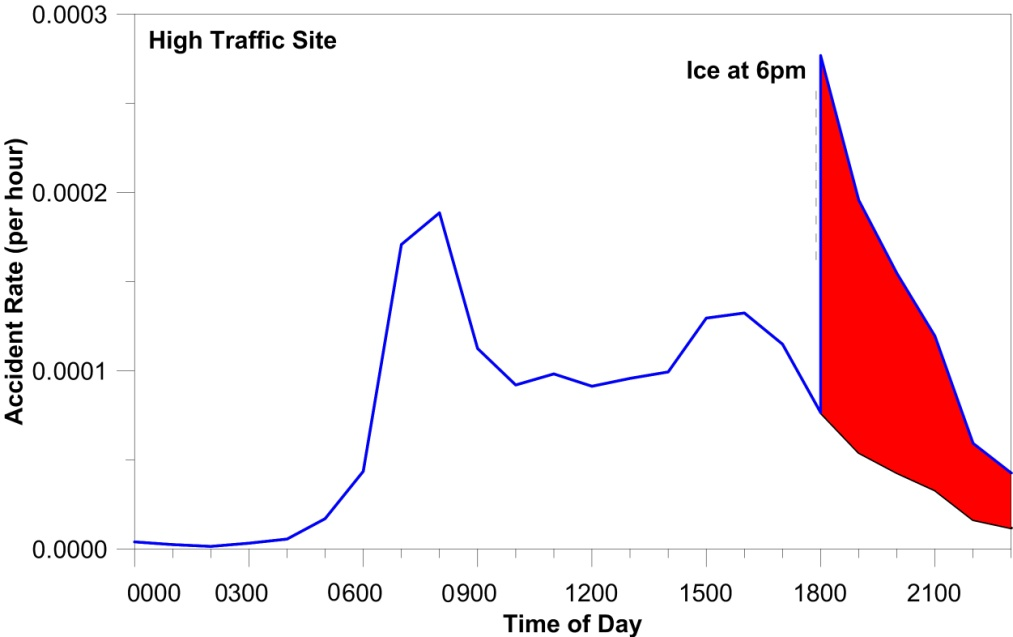 0.0003
High Traffic Site
Ice at 6pm
0.0002
Accident Rate (per hour)
0.0001
0.0000
0000 0300 0600 0900 1200 1500 1800 2100
Time of Day